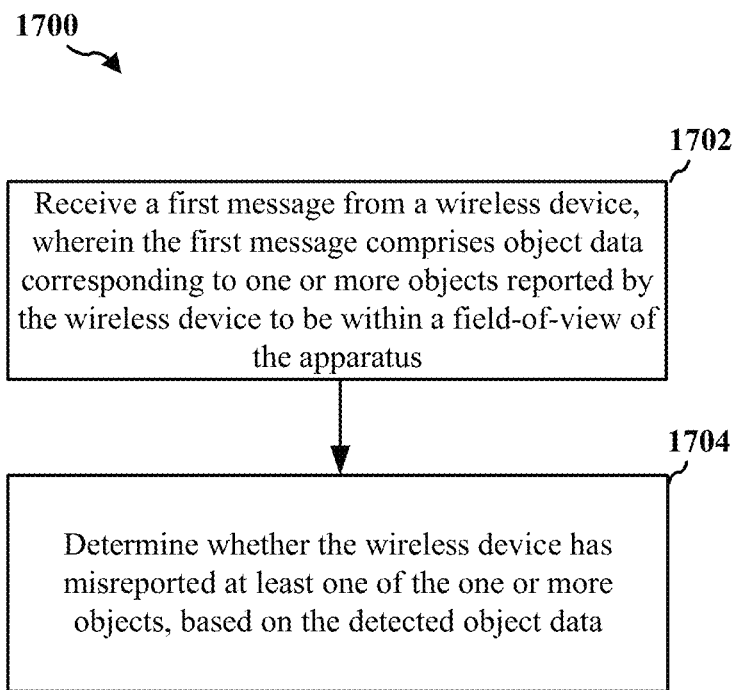 1700
1702
Receive a first message from a wireless device,
wherein the first message comprises object data
corresponding to one or more objects reported by
the wireless device to be within a field-of-view of
the apparatus
1704
Determine whether the wireless device has
misreported at least one of the one or more
objects, based on the detected object data